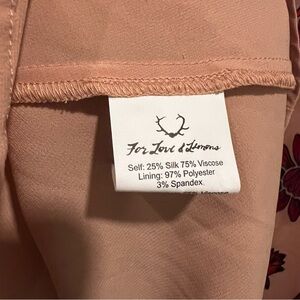 For Love & Lemons
Self: 25% Silk 75% Viscose
Lining: 97% Polyester
3% Spandex